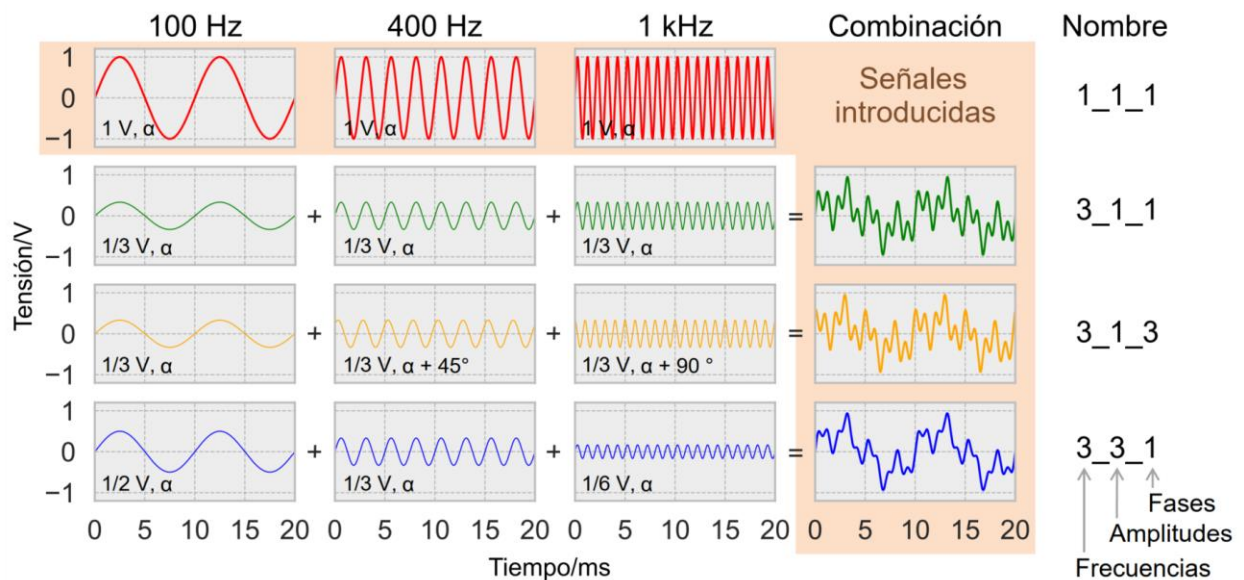 100 Hz 400 Hz 1 kHz Combinación Nombre
1
0
−1
1 V, α 1 V, α 1 V, α
Señales
introducidas
1_1_1
1
0
−1
+ + =
1/3 V, α 1/3 V, α 1/3 V, α
3_1_1
Tensión/V
1
0
−1
+ + =
1/3 V, α 1/3 V, α + 45° 1/3 V, α + 90 °
3_1_3
1
0
−1
+ + =
1/2 V, α 1/3 V, α 1/6 V, α
3_3_1
0 5 10 15 20 0 5 10 15 20 0 5 10 15 20 0 5 10 15 20
Tiempo/ms
Fases
Amplitudes
Frecuencias